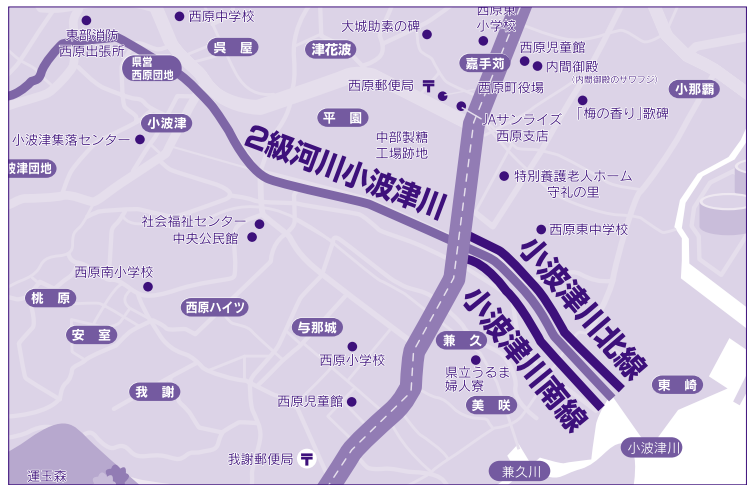 西原中学校
東部消防
西原出張所
県営
西原団地
呉屋
津花波
大城助素の碑
西原東
小学校
嘉手苅
西原児童館
内間御殿
(内間御殿のサワフジ)
西原郵便局
西原町役場
小那覇
「梅の香り」歌碑
小波津
小波津集落センター
平園
JAサンライズ
西原支店
中部製糖
工場跡地
波津団地
2級河川小波津川
特別養護老人ホーム
守礼の里
社会福祉センター
中央公民館
西原東中学校
西原南小学校
小波津川北線
小波津川南線
桃原
西原ハイツ
安室
与那城
兼久
西原小学校
県立うるま
婦人寮
東崎
我謝
西原児童館
美咲
我謝郵便局
小波津川
兼久川
運玉森